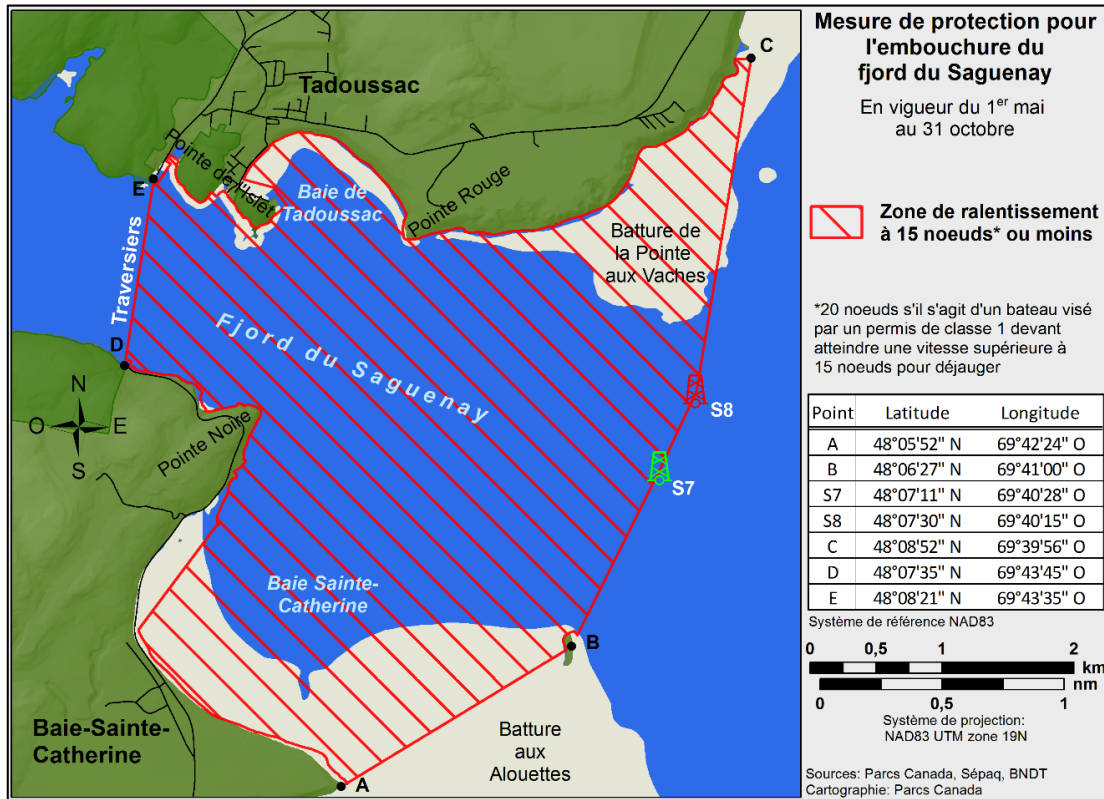 Mesure de protection pour
l'embouchure du
fjord du Saguenay
En vigueur du 1er mai
au 31 octobre
Zone de ralentissement
à 15 noeuds* ou moins
*20 noeuds s'il s'agit d'un bateau visé
par un permis de classe 1 devant
atteindre une vitesse supérieure à
15 noeuds pour déjauger
Point Latitude Longitude
A 48°05'52" N 69°42'24" O
B 48°06'27" N 69°41'00" O
S7 48°07'11" N 69°40'28" O
S8 48°07'30" N 69°40'15" O
C 48°08'52" N 69°39'56" O
D 48°07'35" N 69°43'45" O
E 48°08'21" N 69°43'35" O
Système de référence NAD83
0 0,5 1 2
km
nm
0 0,5 1
Système de projection:
NAD83 UTM zone 19N
Sources: Parcs Canada, Sépaq, BNDT
Cartographie: Parcs Canada
C
Tadoussac
Pointe de l'Islet
E
Baie de
Tadoussac
Pointe Rouge
Batture de
la Pointe
aux Vaches
Traversiers
Fjord du Saguenay
D
N
O E
S
Pointe Noire
S8
S7
Baie Sainte-
Catherine
B
Baie-Sainte-
Catherine
Batture
aux
Alouettes
A